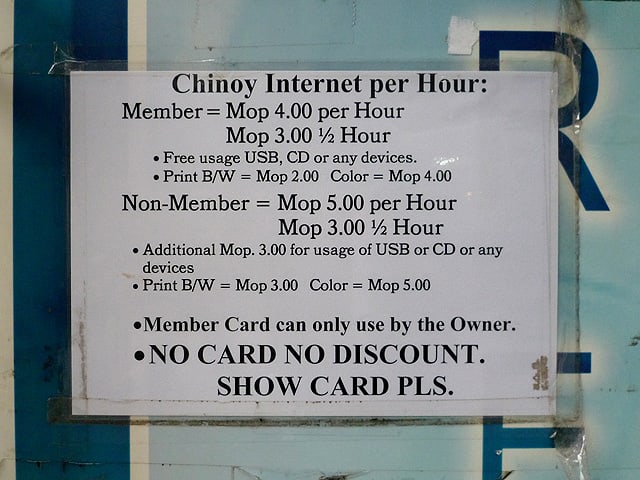 Chinoy Internet per Hour:
Member = Mop 4.00 per Hour
Mop 3.00 ½ Hour
• Free usage USB, CD or any devices.
• Print B/W = Mop 2.00 Color = Mop 4.00
Non-Member = Mop 5.00 per Hour
Mop 3.00 ½ Hour
• Additional Mop. 3.00 for usage of USB or CD or any
devices
• Print B/W = Mop 3.00 Color = Mop 5.00
•Member Card can only use by the Owner.
•NO CARD NO DISCOUNT.
SHOW CARD PLS.
R